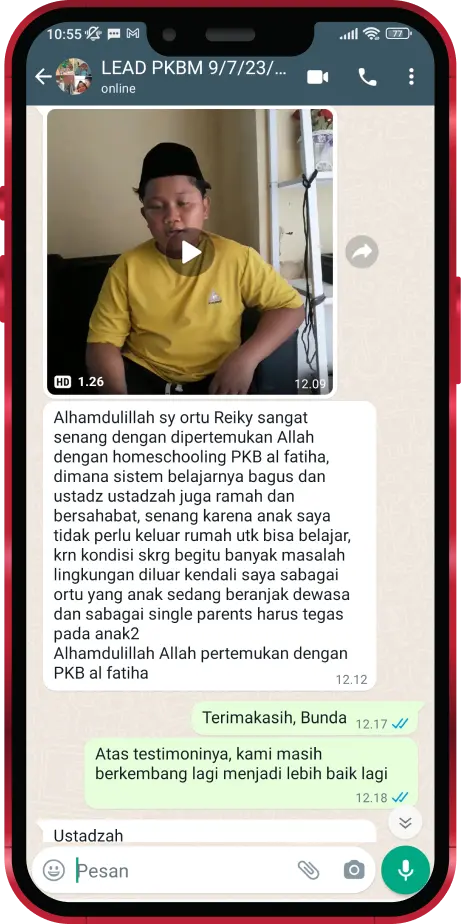 10:55 77
LEAD PKBM 9/7/23/...
online
HD 1.26 12.09
Alhamdulillah sy ortu Reiky sangat
senang dengan dipertemukan Allah
dengan homeschooling PKB al fatiha,
dimana sistem belajarnya bagus dan
ustadz ustadzah juga ramah dan
bersahabat, senang karena anak saya
tidak perlu keluar rumah utk bisa belajar,
krn kondisi skrg begitu banyak masalah
lingkungan diluar kendali saya sabagai
ortu yang anak sedang beranjak dewasa
dan sabagai single parents harus tegas
pada anak2
Alhamdulillah Allah pertemukan dengan
PKB al fatiha
12.12
Terimakasih, Bunda 12.17
Atas testimoninya, kami masih
berkembang lagi menjadi lebih baik lagi
12.18
Ustadzah
Pesan